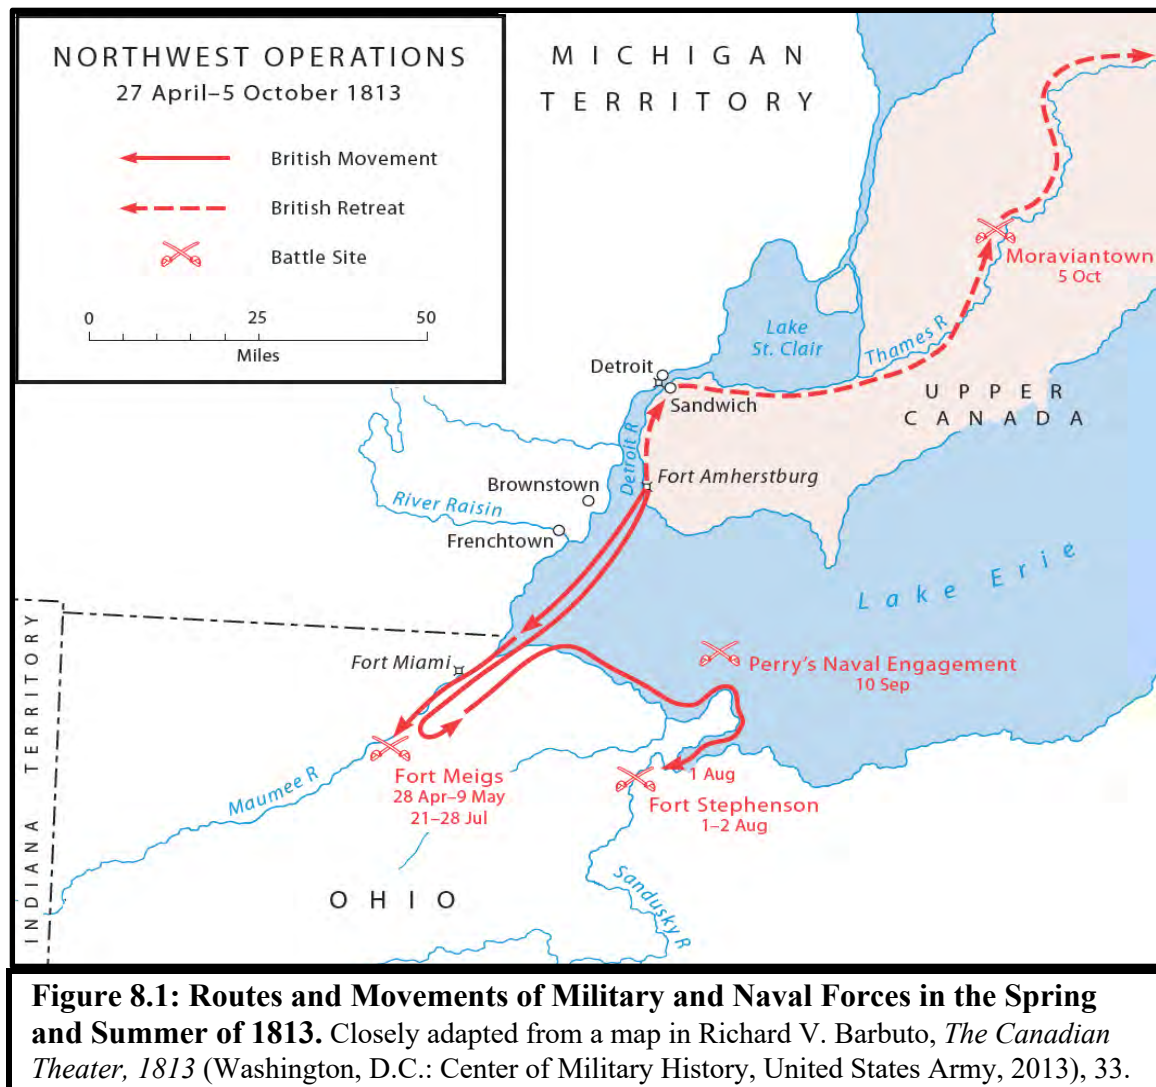 NORTHWEST OPERATIONS
27 April–5 October 1813
British Movement
British Retreat
Battle Site
0 25 50
Miles
MICHIGAN
TERRITORY
Moraviantown
5 Oct
Lake
St. Clair
Thames R
Detroit
Sandwich
UPPER
CANADA
Detroit R
Fort Amherstburg
Brownstown
River Raisin
Frenchtown
Lake Erie
INDIANA TERRITORY
Fort Miami
Perry's Naval Engagement
10 Sep
Maumee R
Fort Meigs
28 Apr–9 May
21–28 Jul
1 Aug
Fort Stephenson
1–2 Aug
Sandusky R
OHIO
Figure 8.1: Routes and Movements of Military and Naval Forces in the Spring
and Summer of 1813. Closely adapted from a map in Richard V. Barbuto, The Canadian
Theater, 1813 (Washington, D.C.: Center of Military History, United States Army, 2013), 33.